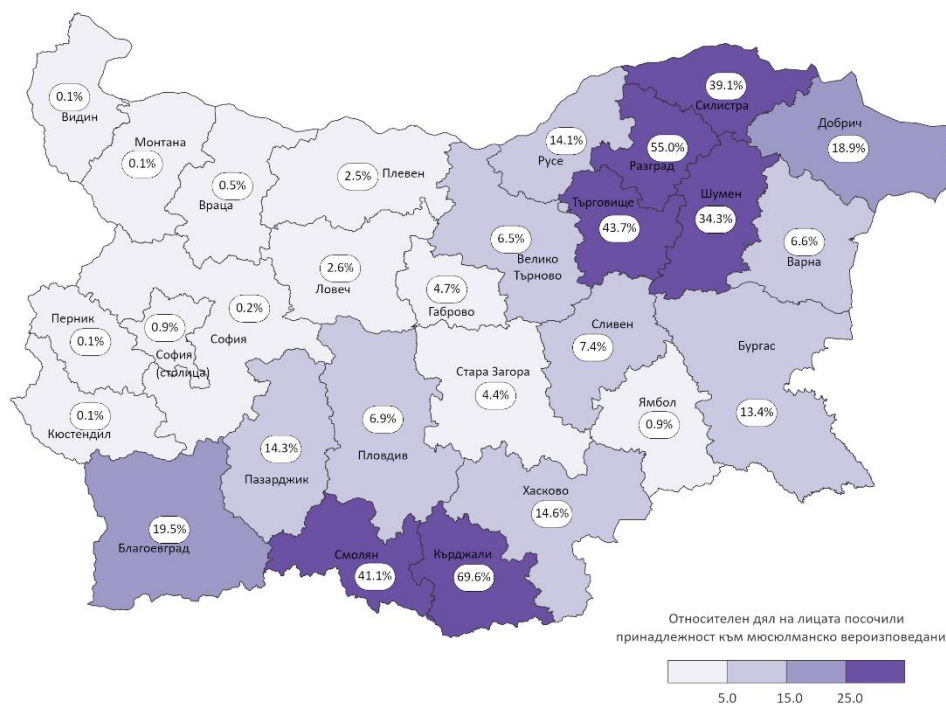 0.1%
Видин
Монтана
0.1%
0.5%
Враца
2.5%
Плевен
14.1%
Русе
39.1%
Силистра
55.0%
Разград
Добрич
18.9%
Търговище
43.7%
Шумен
34.3%
6.6%
Варна
6.5%
Велико
Търново
2.6%
Ловеч
4.7%
Габрово
0.2%
София
0.9%
София
(столица)
Перник
0.1%
0.1%
Кюстендил
Сливен
7.4%
Бургас
13.4%
Стара Загора
4.4%
Ямбол
0.9%
6.9%
Пловдив
14.3%
Пазарджик
Хасково
14.6%
19.5%
Благоевград
Смолян
41.1%
Кърджали
69.6%
Относителен дял на лицата посочили
принадлежност към мюсюлманско вероизповедани
5.0 15.0 25.0